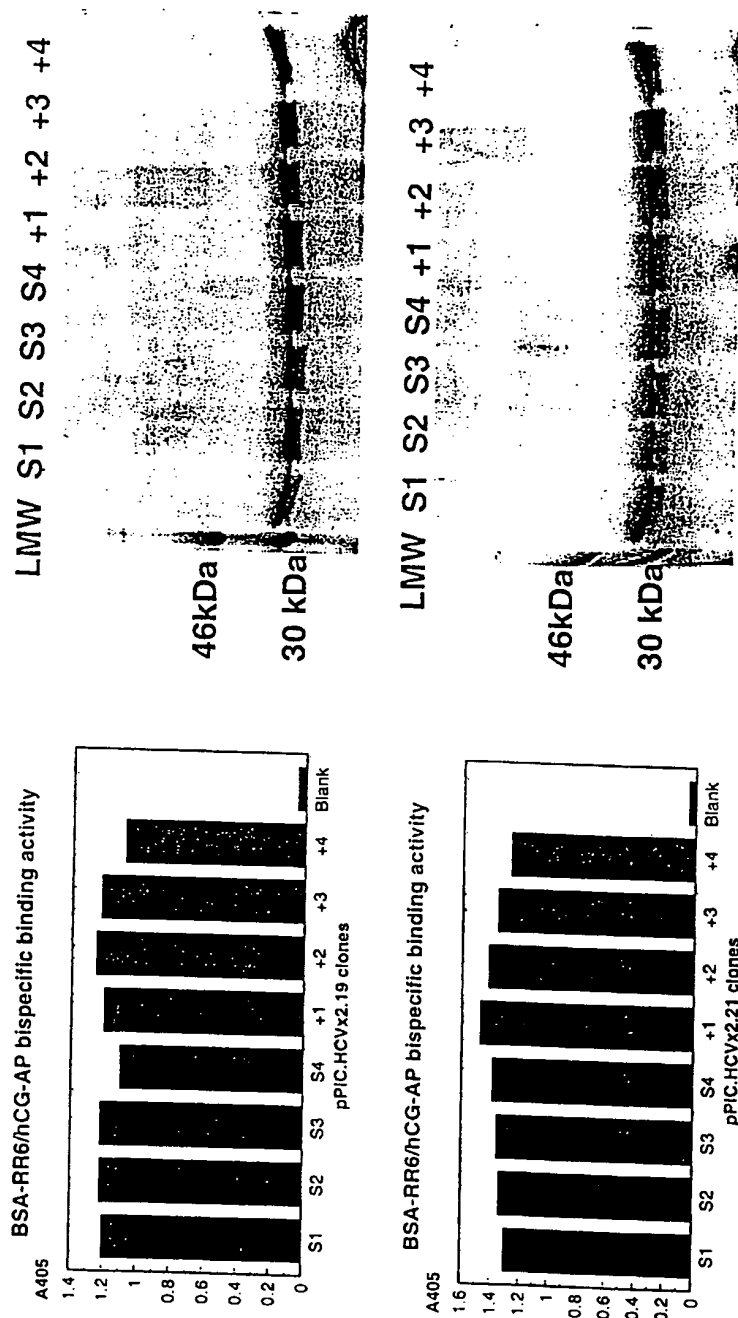 LMW S1 S2 S3 S4 +1 +2 +3 +4
46kDa
30 kDa
LMW S1 S2 S3 S4 +1 +2 +3 +4
46kDa
30 kDa
BSA-RR6/hCG-AP bispecific binding activity
A405
1.4
1.2
1
0.8
0.6
0.4
0.2
0
S1 S2 S3 S4 +1 +2 +3 +4 Blank
pPIC.HCVx2.19 clones
BSA-RR6/hCG-AP bispecific binding activity
A405
1.6
1.4
1.2
1
0.8
0.6
0.4
0.2
0
S1 S2 S3 S4 +1 +2 +3 +4 Blank
pPIC.HCVx2.21 clones